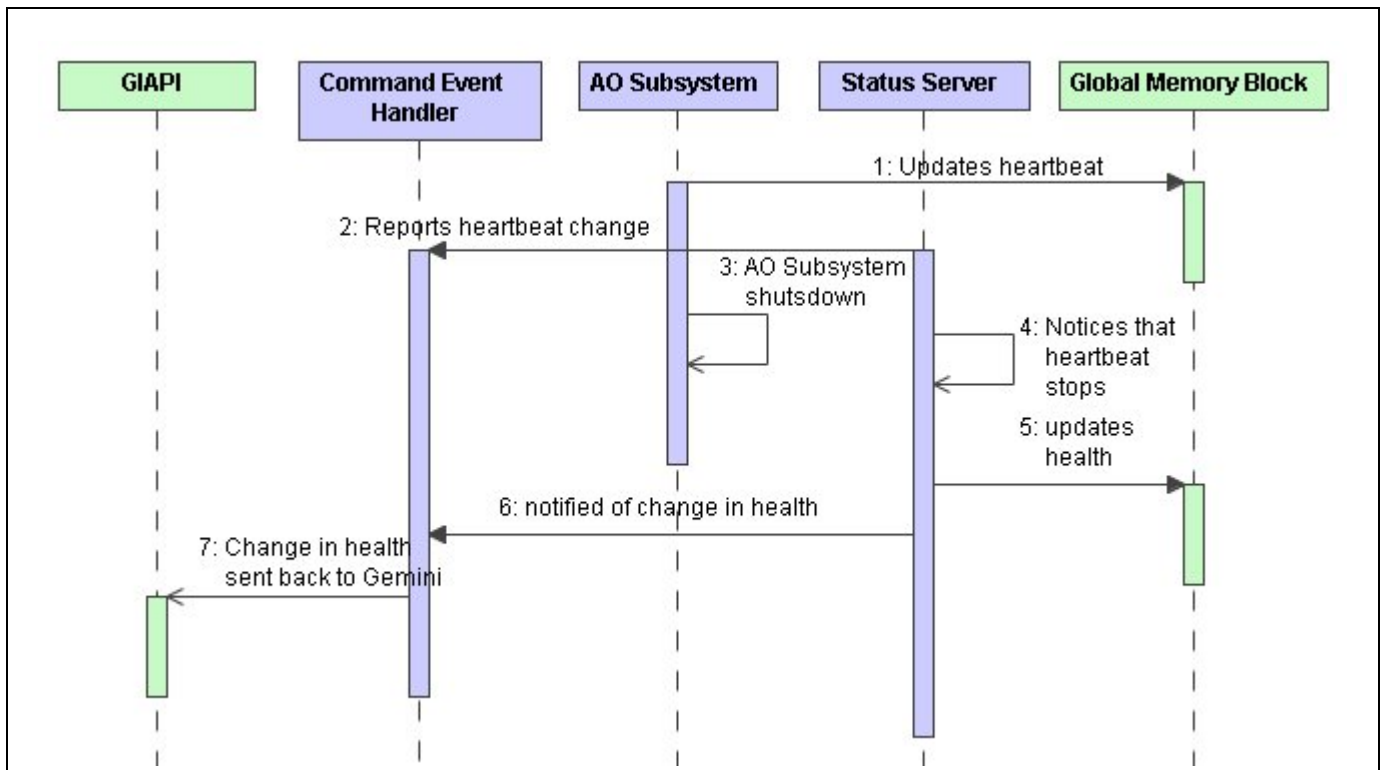 GIAPI
Command Event
Handler
AO Subsystem
Status Server
Global Memory Block
1: Updates heartbeat
2: Reports heartbeat change
3: AO Subsystem
shutsdown
4: Notices that
heartbeat
stops
5: updates
health
6: notified of change in health
7: Change in health
sent back to Gemini